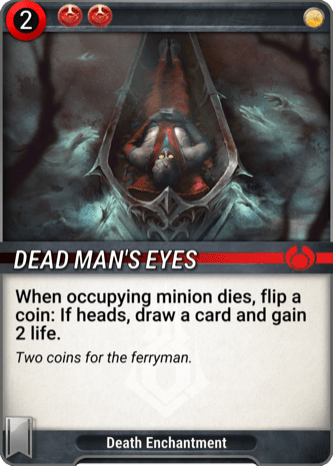 2
DEAD MAN'S EYES
When occupying minion dies, flip a
coin: If heads, draw a card and gain
2 life.
Two coins for the ferryman.
Death Enchantment